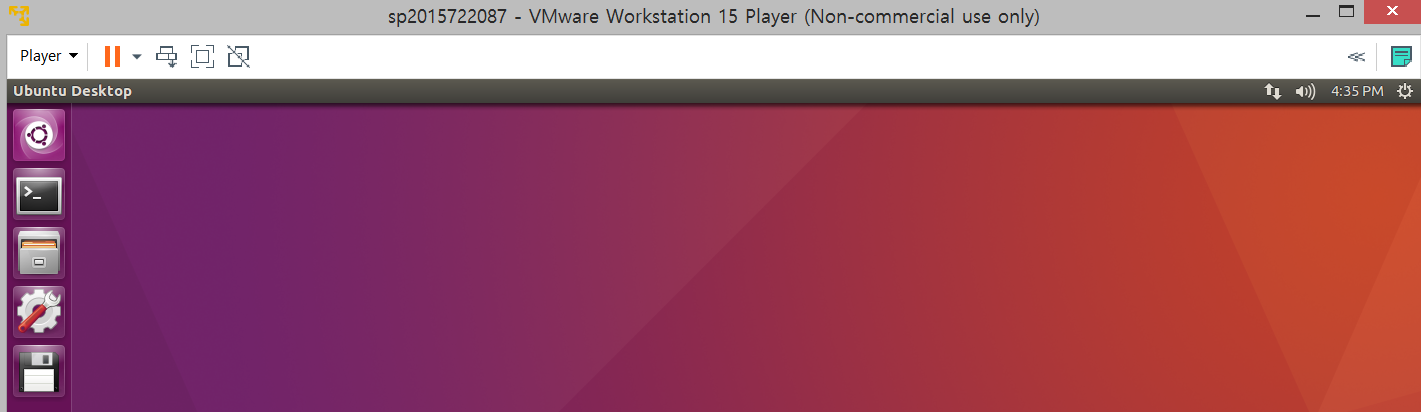 sp2015722087 - VMware Workstation 15 Player (Non-commercial use only)
Player
Ubuntu Desktop
4:35 PM